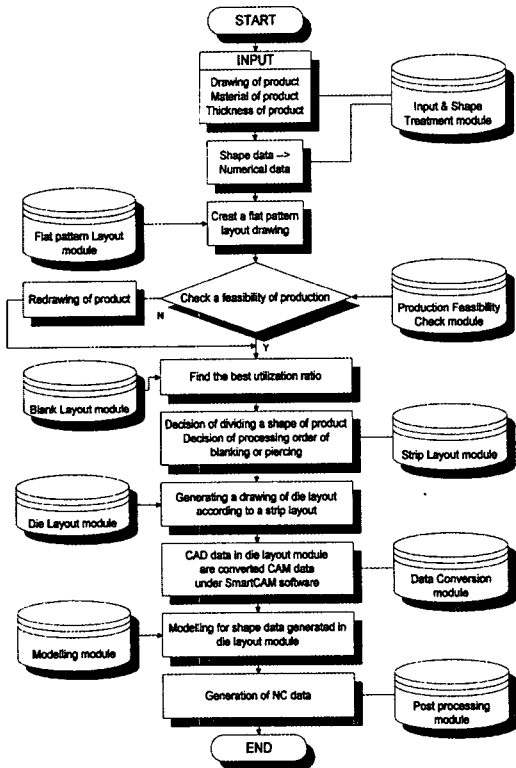 START
INPUT
Drawing of product
Material of product
Thickness of product
Input & Shape
Treatment module
Shape data -->
Numerical data
Creat a flat pattern
layout drawing
Flat pattern Layout
module
Redrawing of product
N
Check a feasibility of production
Production Feasibility
Check module
Y
Find the best utilization ratio
Blank Layout module
Decision of dividing a shape of product
Decision of processing order of
blanking or piercing
Strip Layout module
Generating a drawing of die layout
according to a strip layout
Die Layout module
CAD data in die layout module
are converted CAM data
under SmartCAM software
Data Conversion
module
Modelling for shape data generated in
die layout module
Modelling module
Generation of NC data
Post processing
module
END